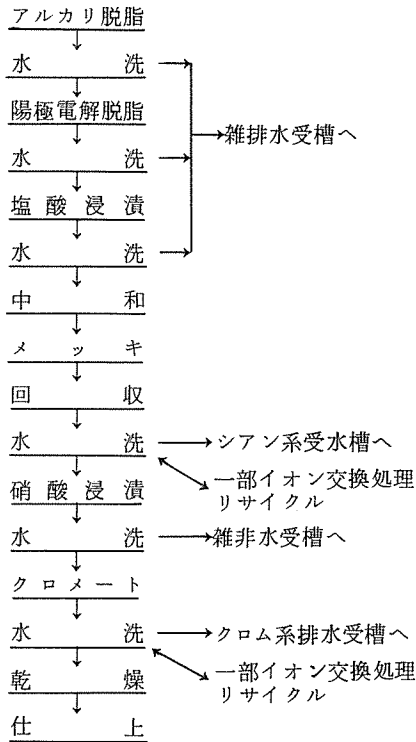 アルカリ脱脂
水洗
陽極電解脱脂
水洗
雑排水受槽へ
塩酸浸漬
水洗
中和
メッキ
回収
水洗
シアン系受水槽へ
一部イオン交換処理
リサイクル
硝酸浸漬
水洗
雑非水受槽へ
クロメート
水洗
クロム系排水受槽へ
一部イオン交換処理
リサイクル
乾燥
仕上